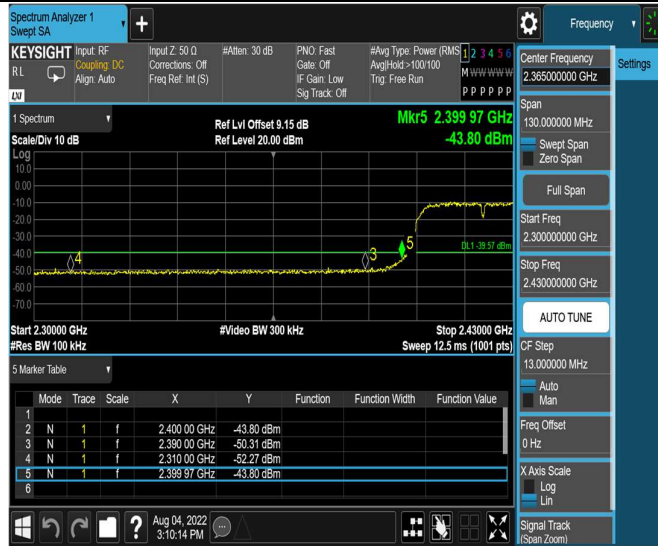 Spectrum Analyzer 1
Swept SA
+
Frequency
KEYSIGHT
RL
LXI
Input: RF
Coupling: DC
Align: Auto
Input Z: 50 Ω
Corrections: Off
Freq Ref: Int (S)
#Atten: 30 dB
PNO: Fast
Gate: Off
IF Gain: Low
Sig Track: Off
#Avg Type: Power (RMS
Avg|Hold:>100/100
Trig: Free Run
1 2 3 4 5 6
M W W W W W
P P P P P P
1 Spectrum
Scale/Div 10 dB
Ref Lvl Offset 9.15 dB
Ref Level 20.00 dBm
Mkr5 2.399 97 GHz
-43.80 dBm
Log
10.0
0.00
-10.0
-20.0
-30.0
-40.0
-50.0
-60.0
-70.0
4
3
5
DL1 -39.57 dBm
Start 2.30000 GHz
#Video BW 300 kHz
Stop 2.43000 GHz
#Res BW 100 kHz
Sweep 12.5 ms (1001 pts)
5 Marker Table
Mode Trace Scale X Y Function Function Width Function Value
1
2 N 1 f 2.400 00 GHz -43.80 dBm
3 N 1 f 2.390 00 GHz -50.31 dBm
4 N 1 f 2.310 00 GHz -52.27 dBm
5 N 1 f 2.399 97 GHz -43.80 dBm
6
?
Aug 04, 2022
3:10:14 PM
Center Frequency
2.365000000 GHz
Settings
Span
130.000000 MHz
Swept Span
Zero Span
Full Span
Start Freq
2.300000000 GHz
Stop Freq
2.430000000 GHz
AUTO TUNE
CF Step
13.000000 MHz
Auto
Man
Freq Offset
0 Hz
X Axis Scale
Log
Lin
Signal Track
(Span Zoom)